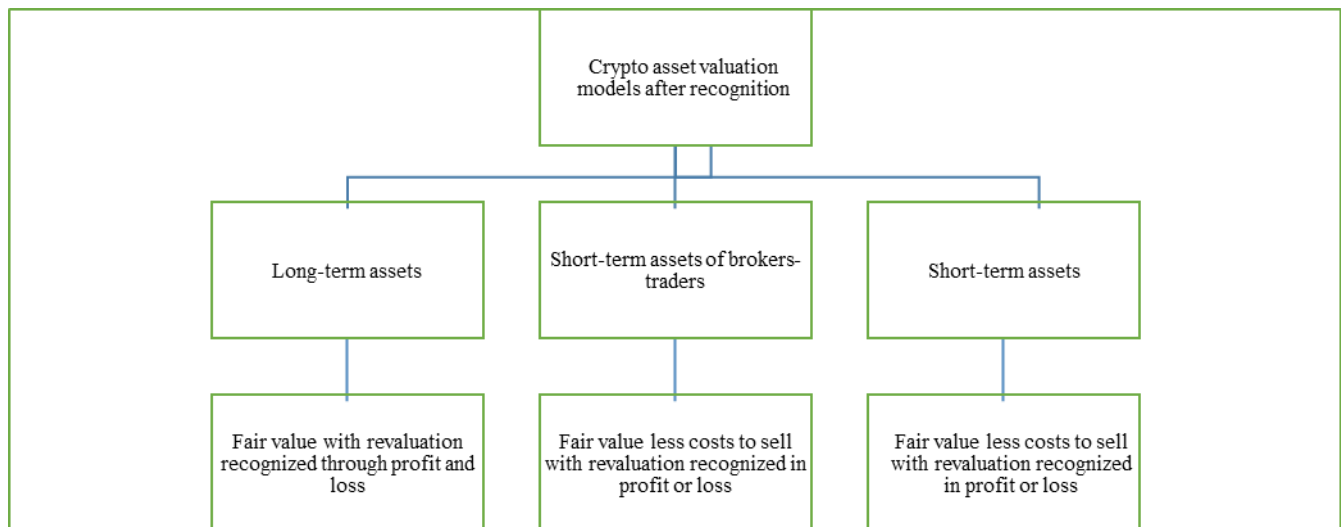 Crypto asset valuation
models after recognition
Long-term assets
Short-term assets of brokers-
traders
Short-term assets
Fair value with revaluation
recognized through profit and
loss
Fair value less costs to sell
with revaluation recognized in
profit or loss
Fair value less costs to sell
with revaluation recognized
in profit or loss